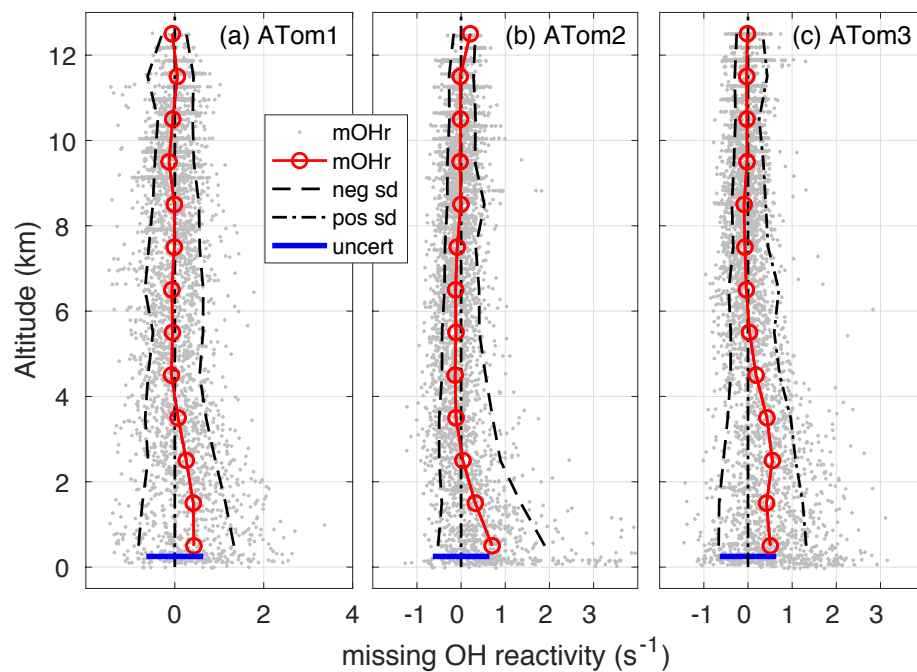 (a) ATom1 (b) ATom2 (c) ATom3
12
10
8
6
4
2
0
Altitude (km)
mOHr
mOHr
neg sd
pos sd
uncert
0 2 4
-1 0 1 2 3
-1 0 1 2 3
missing OH reactivity (s⁻¹)